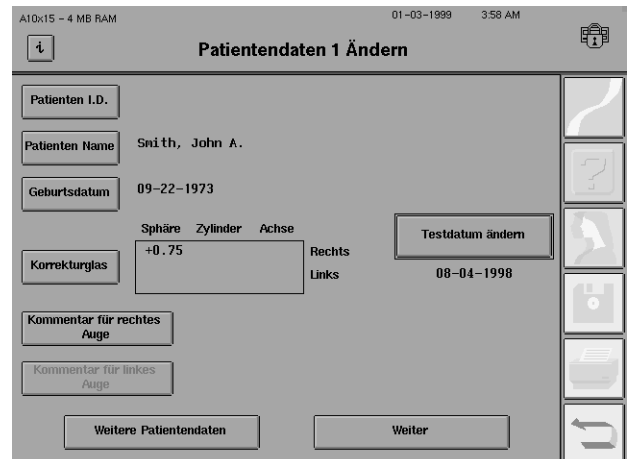 A10x15 – 4 MB RAM 01-03-1999 3:58 AM
i Patientendaten 1 Ändern
Patienten I.D.
Patienten Name Smith, John A.
Geburtsdatum 09-22-1973
Sphäre Zylinder Achse
Testdatum ändern
+0.75 Rechts
Korrekturglas Links 08-04-1998
Kommentar für rechtes
Auge
Kommentar für linkes
Auge
Weitere Patientendaten Weiter